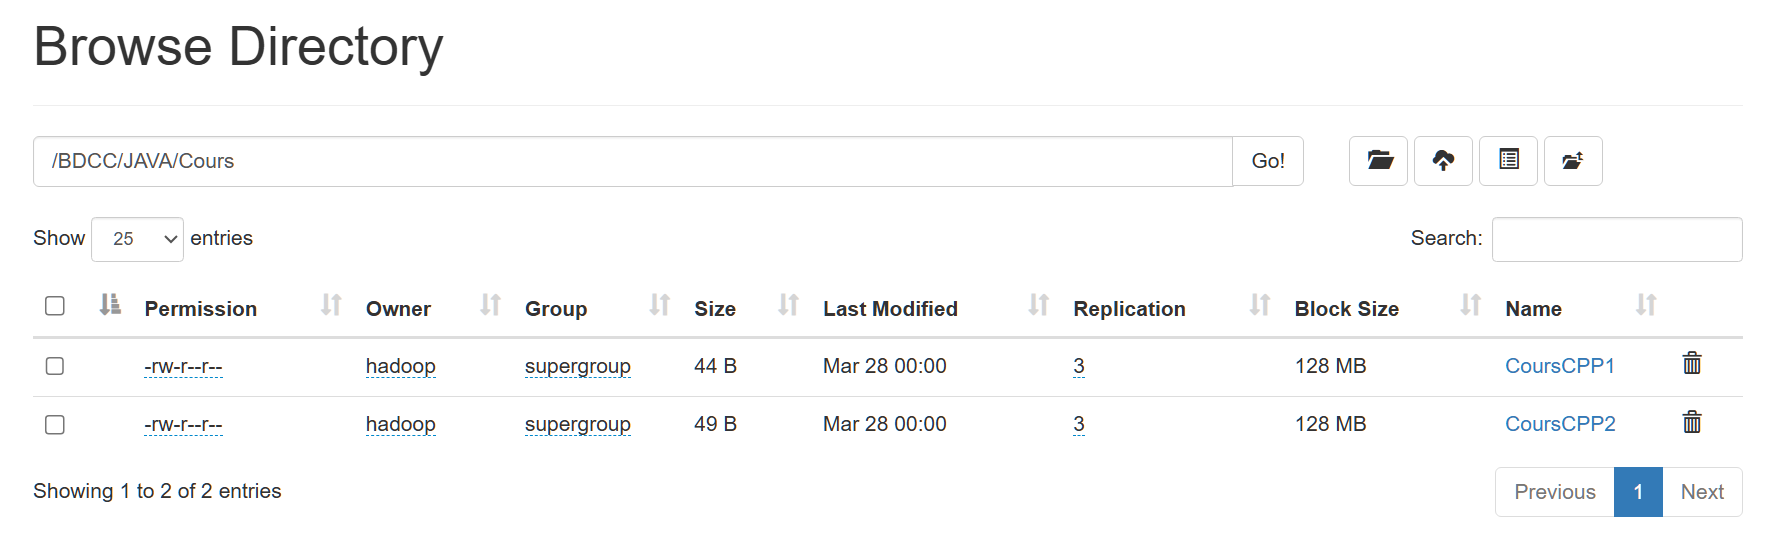 Browse Directory
/BDCC/JAVA/Cours Go!
Show 25 entries Search:
Permission Owner Group Size Last Modified Replication Block Size Name
-rw-r--r-- hadoop supergroup 44 B Mar 28 00:00 3 128 MB CoursCPP1
-rw-r--r-- hadoop supergroup 49 B Mar 28 00:00 3 128 MB CoursCPP2
Showing 1 to 2 of 2 entries Previous 1 Next